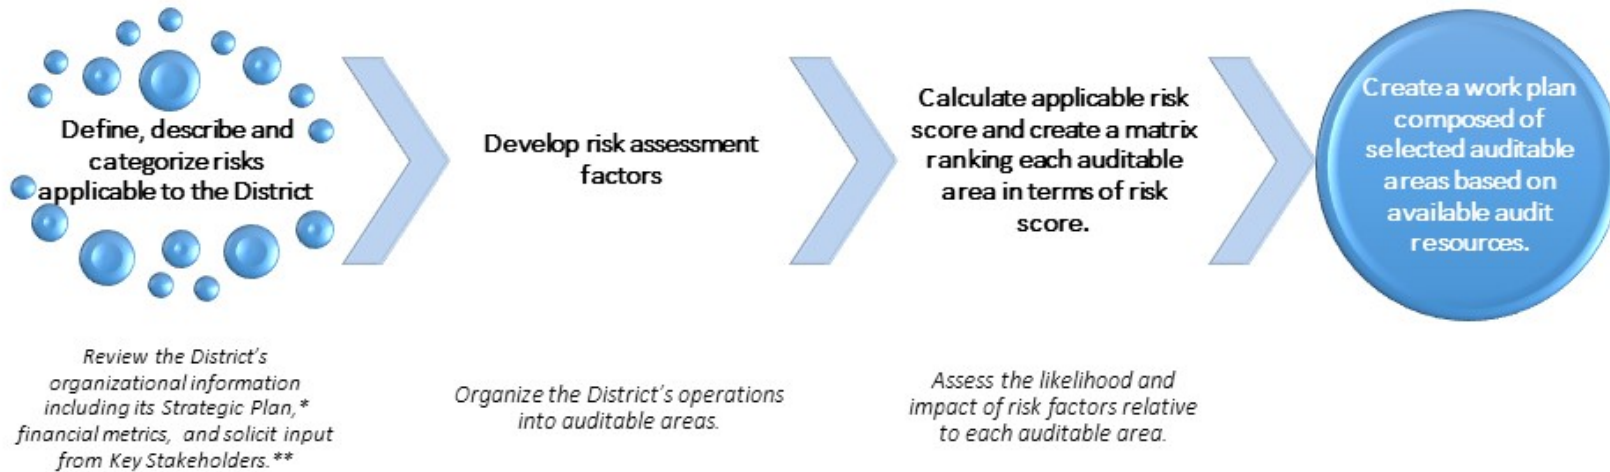 Define, describe and
categorize risks
applicable to the District
Develop risk assessment
factors
Calculate applicable risk
score and create a matrix
ranking each auditable
area in terms of risk
score.
Create a work plan
composed of
selected auditable
areas based on
available audit
resources.
Review the District's
organizational information
including its Strategic Plan,*
financial metrics, and solicit input
from Key Stakeholders.**
Organize the District's operations
into auditable areas.
Assess the likelihood and
impact of risk factors relative
to each auditable area.